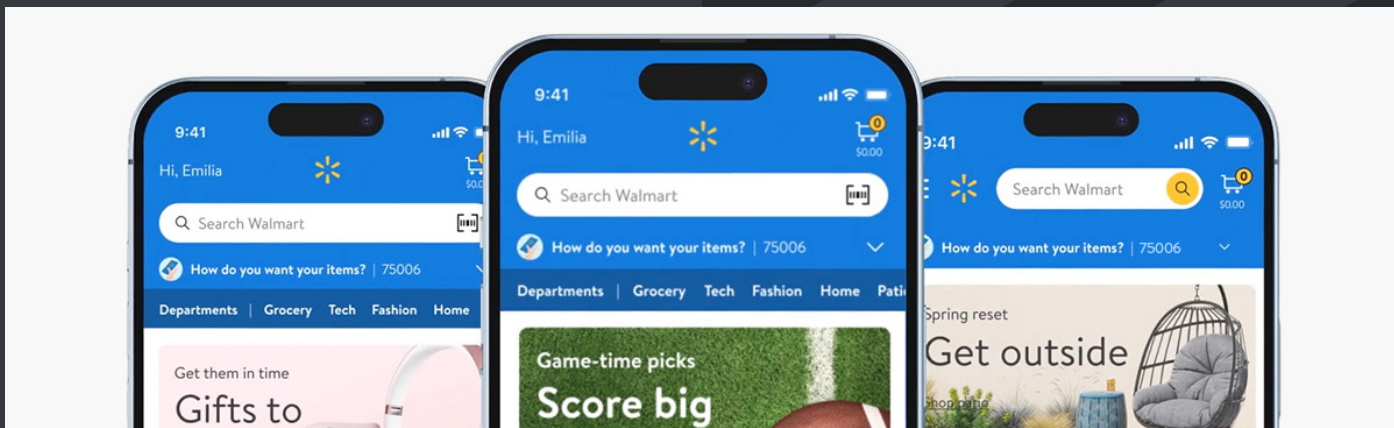 9:41
Hi, Emilia
0
Search Walmart
How do you want your items? | 75006
Departments | Grocery Tech Fashion Home
Get them in time
Gifts to
9:41
Hi, Emilia
0
$0.00
Search Walmart
How do you want your items? | 75006
Departments | Grocery Tech Fashion Home
Game-time picks
Score big
9:41
Search Walmart
0
$0.00
How do you want your items? | 75006
Spring reset
Get outside
Shop patio